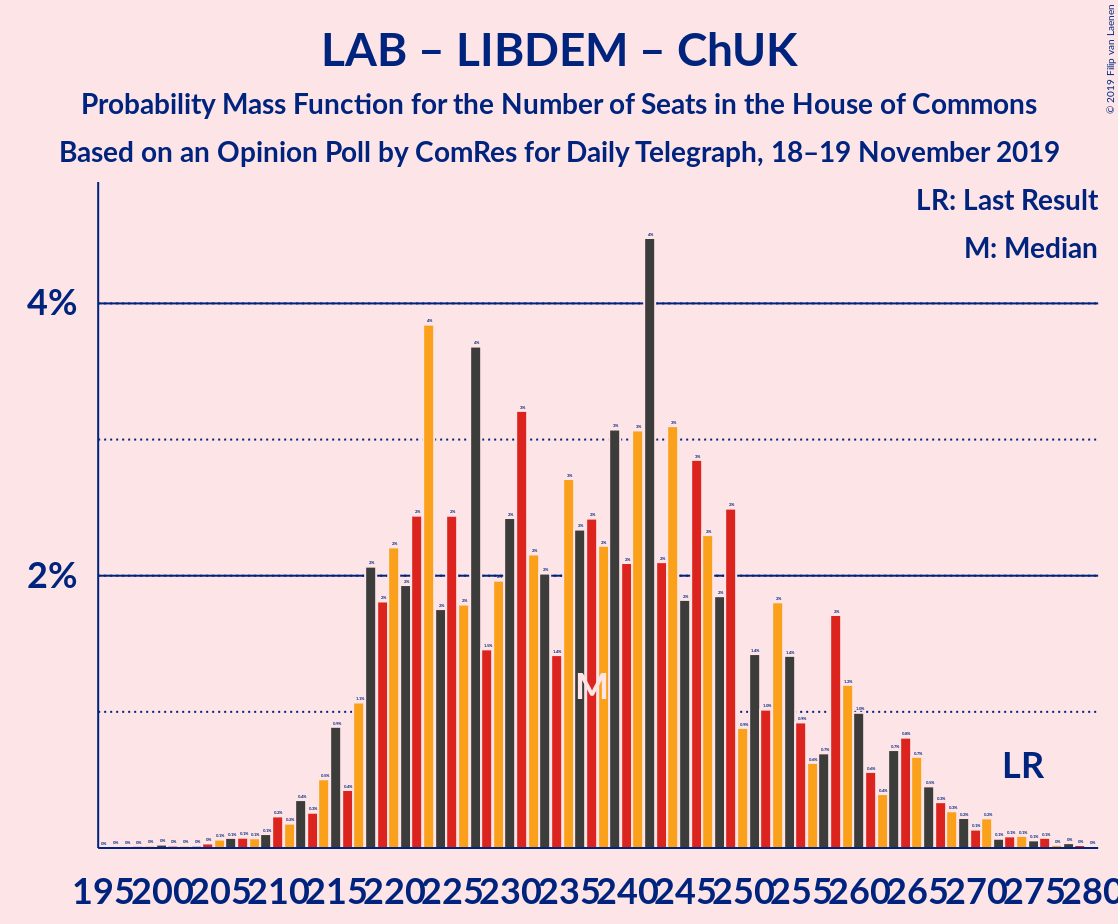 LAB – LIBDEM – ChUK
Probability Mass Function for the Number of Seats in the House of Commons
Based on an Opinion Poll by ComRes for Daily Telegraph, 18–19 November 2019
© 2019 Filip van Laenen
LR: Last Result
M: Median
4%
2%
M
LR
195 200 205 210 215 220 225 230 235 240 245 250 255 260 265 270 275 280